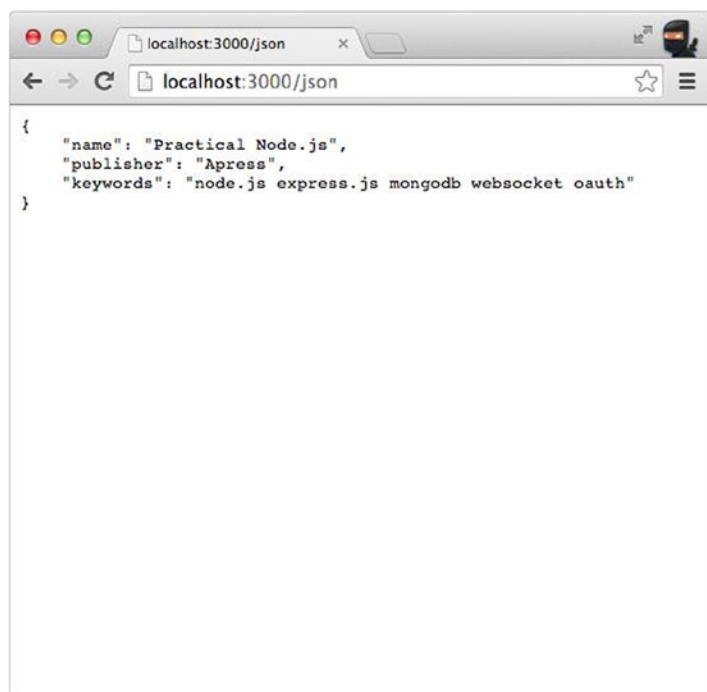 localhost:3000/json
localhost:3000/json
{
    "name": "Practical Node.js",
    "publisher": "Apress",
    "keywords": "node.js express.js mongodb websocket oauth"
}